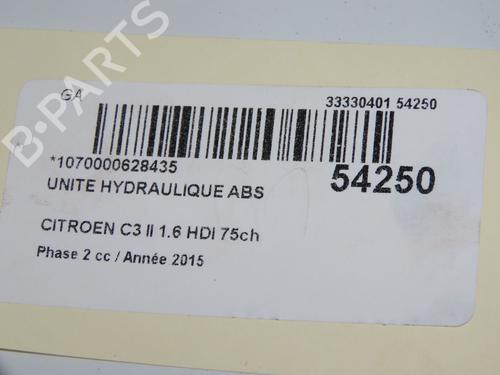 B-PARTS
GA
33330401 54250
*1070000628435
UNITE HYDRAULIQUE ABS
54250
CITROEN C3 II 1.6 HDI 75ch
Phase 2 cc / Année 2015